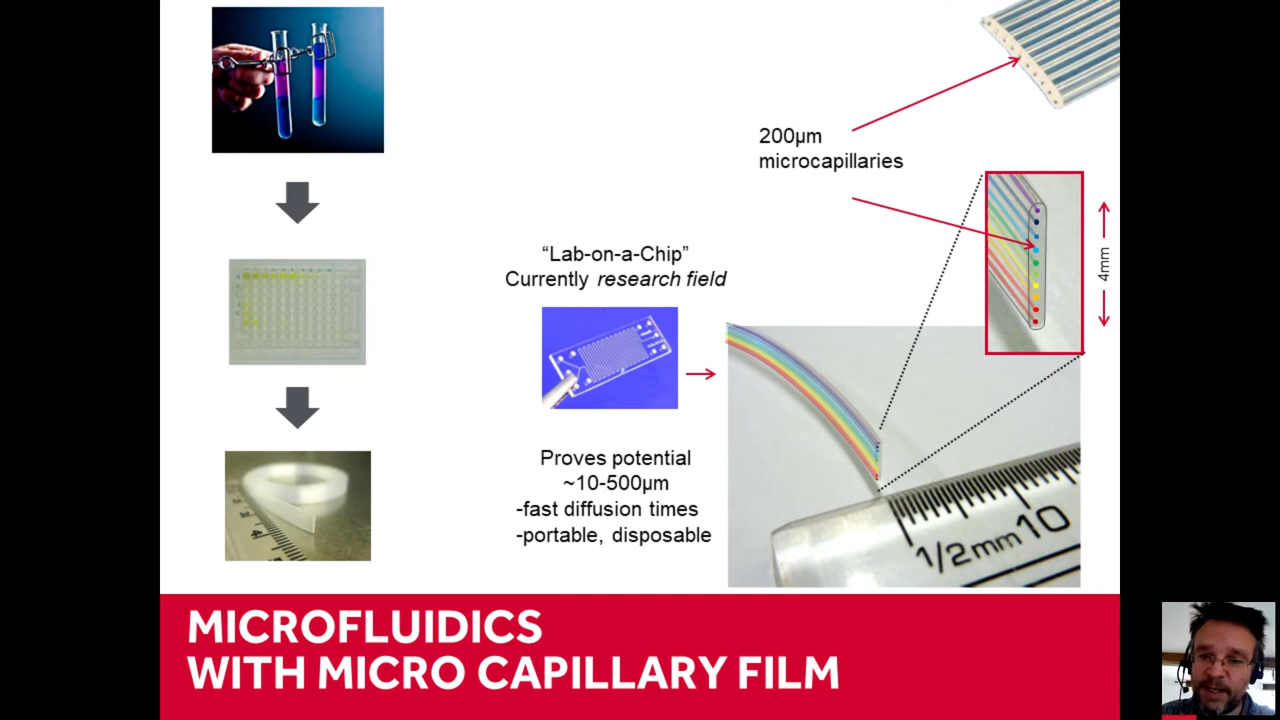 200µm
microcapillaries
4mm
“Lab-on-a-Chip”
Currently research field
Proves potential
~10-500µm
-fast diffusion times
-portable, disposable
1/2mm 10
MICROFLUIDICS
WITH MICRO CAPILLARY FILM